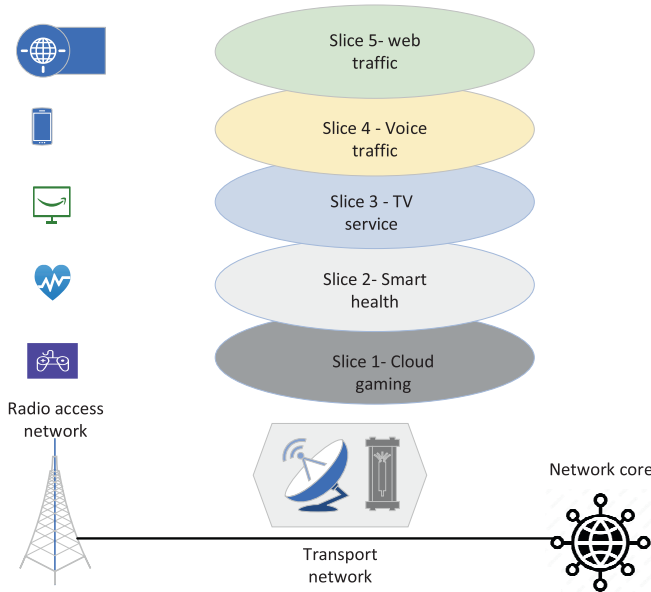 Slice 5- web
traffic
Slice 4 - Voice
traffic
Slice 3 - TV
service
Slice 2- Smart
health
Slice 1- Cloud
gaming
Radio access
network
Network core
Transport
network